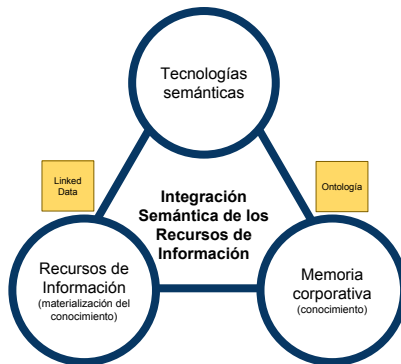 Tecnologías
semánticas
Linked
Data
Ontología
Integración
Semántica de los
Recursos de
Información
Recursos de
Información
(materialización del
conocimiento)
Memoria
corporativa
(conocimiento)